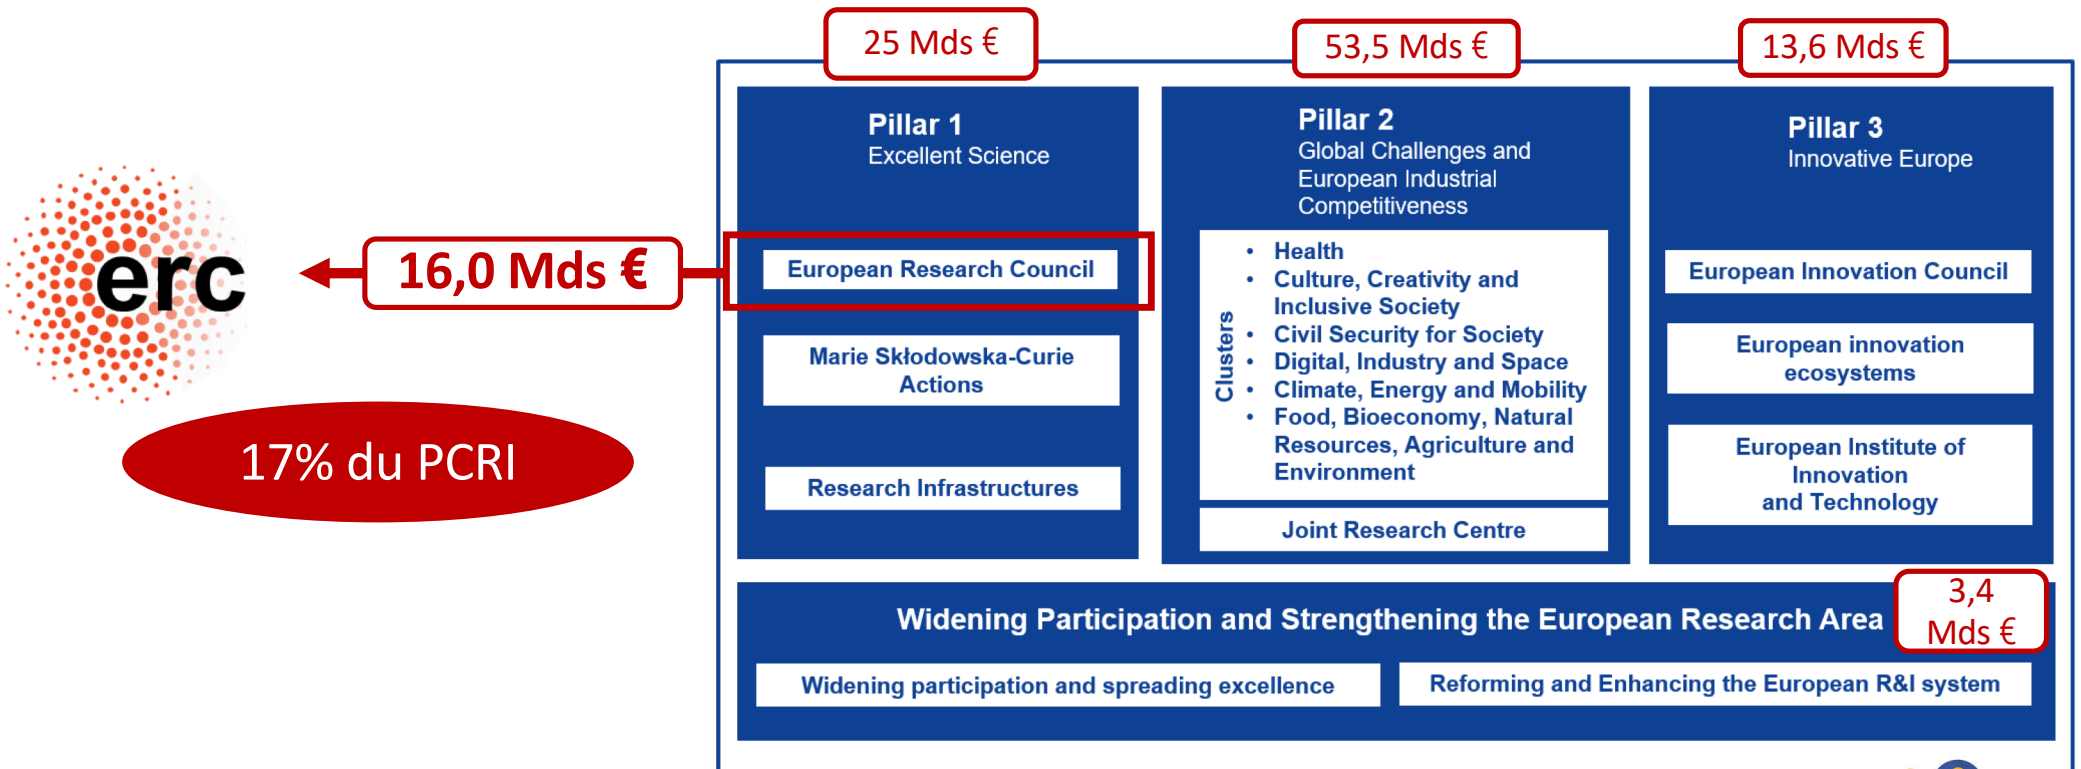 25 Mds €
53,5 Mds €
13,6 Mds €
Pillar 1
Excellent Science
Pillar 2
Global Challenges and
European Industrial
Competitiveness
Pillar 3
Innovative Europe
erc
16,0 Mds €
17% du PCRI
European Research Council
Marie Skłodowska-Curie
Actions
Research Infrastructures
Clusters
• Health
• Culture, Creativity and
Inclusive Society
• Civil Security for Society
• Digital, Industry and Space
• Climate, Energy and Mobility
• Food, Bioeconomy, Natural
Resources, Agriculture and
Environment
Joint Research Centre
European Innovation Council
European innovation
ecosystems
European Institute of
Innovation
and Technology
Widening Participation and Strengthening the European Research Area
3,4
Mds €
Widening participation and spreading excellence
Reforming and Enhancing the European R&I system